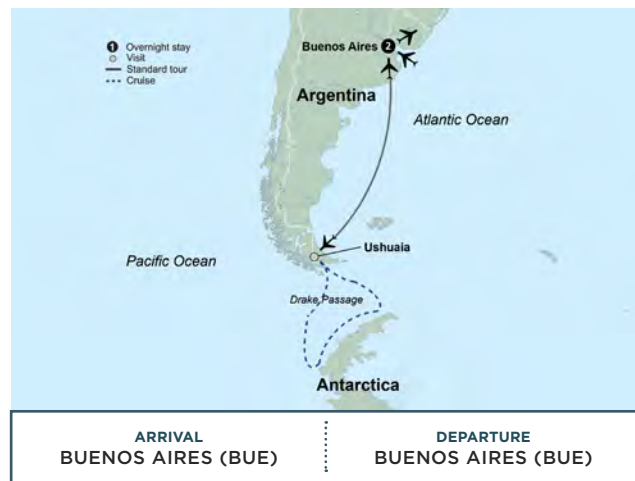 1 Overnight stay
Visit
Standard tour
Cruise
Buenos Aires 2
Argentina
Atlantic Ocean
Pacific Ocean
Ushuaia
Drake Passage
Antarctica
ARRIVAL
BUENOS AIRES (BUE)
DEPARTURE
BUENOS AIRES (BUE)